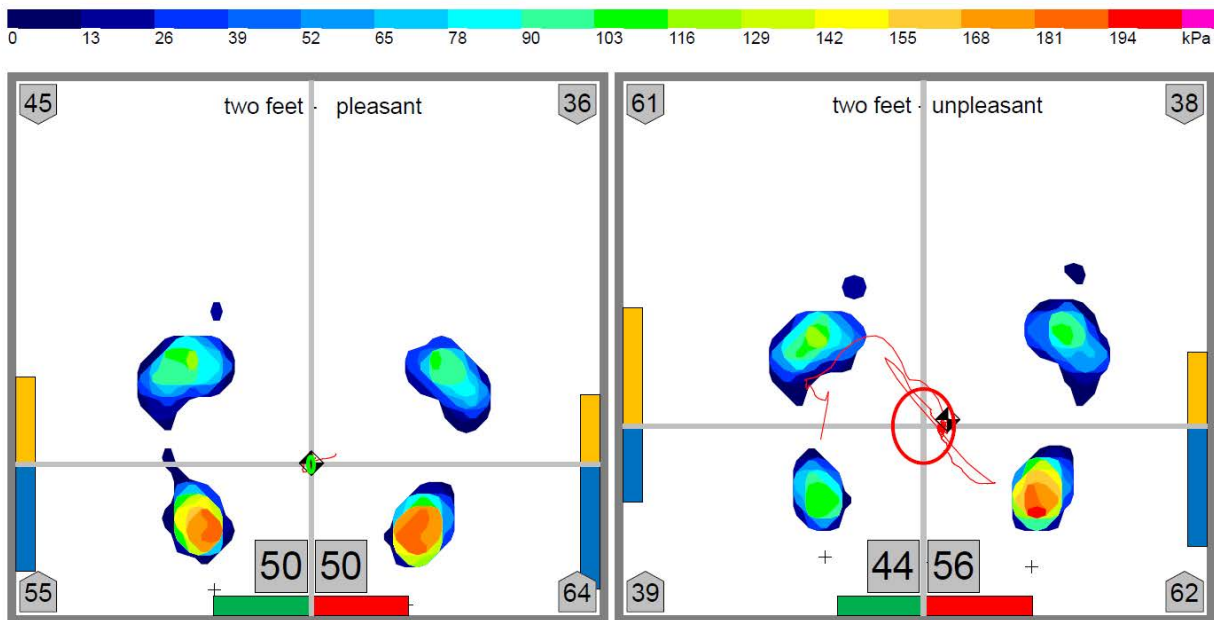 0 13 26 39 52 65 78 90 103 116 129 142 155 168 181 194 kPa
45 two feet - pleasant 36
61 two feet - unpleasant 38
50 50
44 56
55 64
39 62